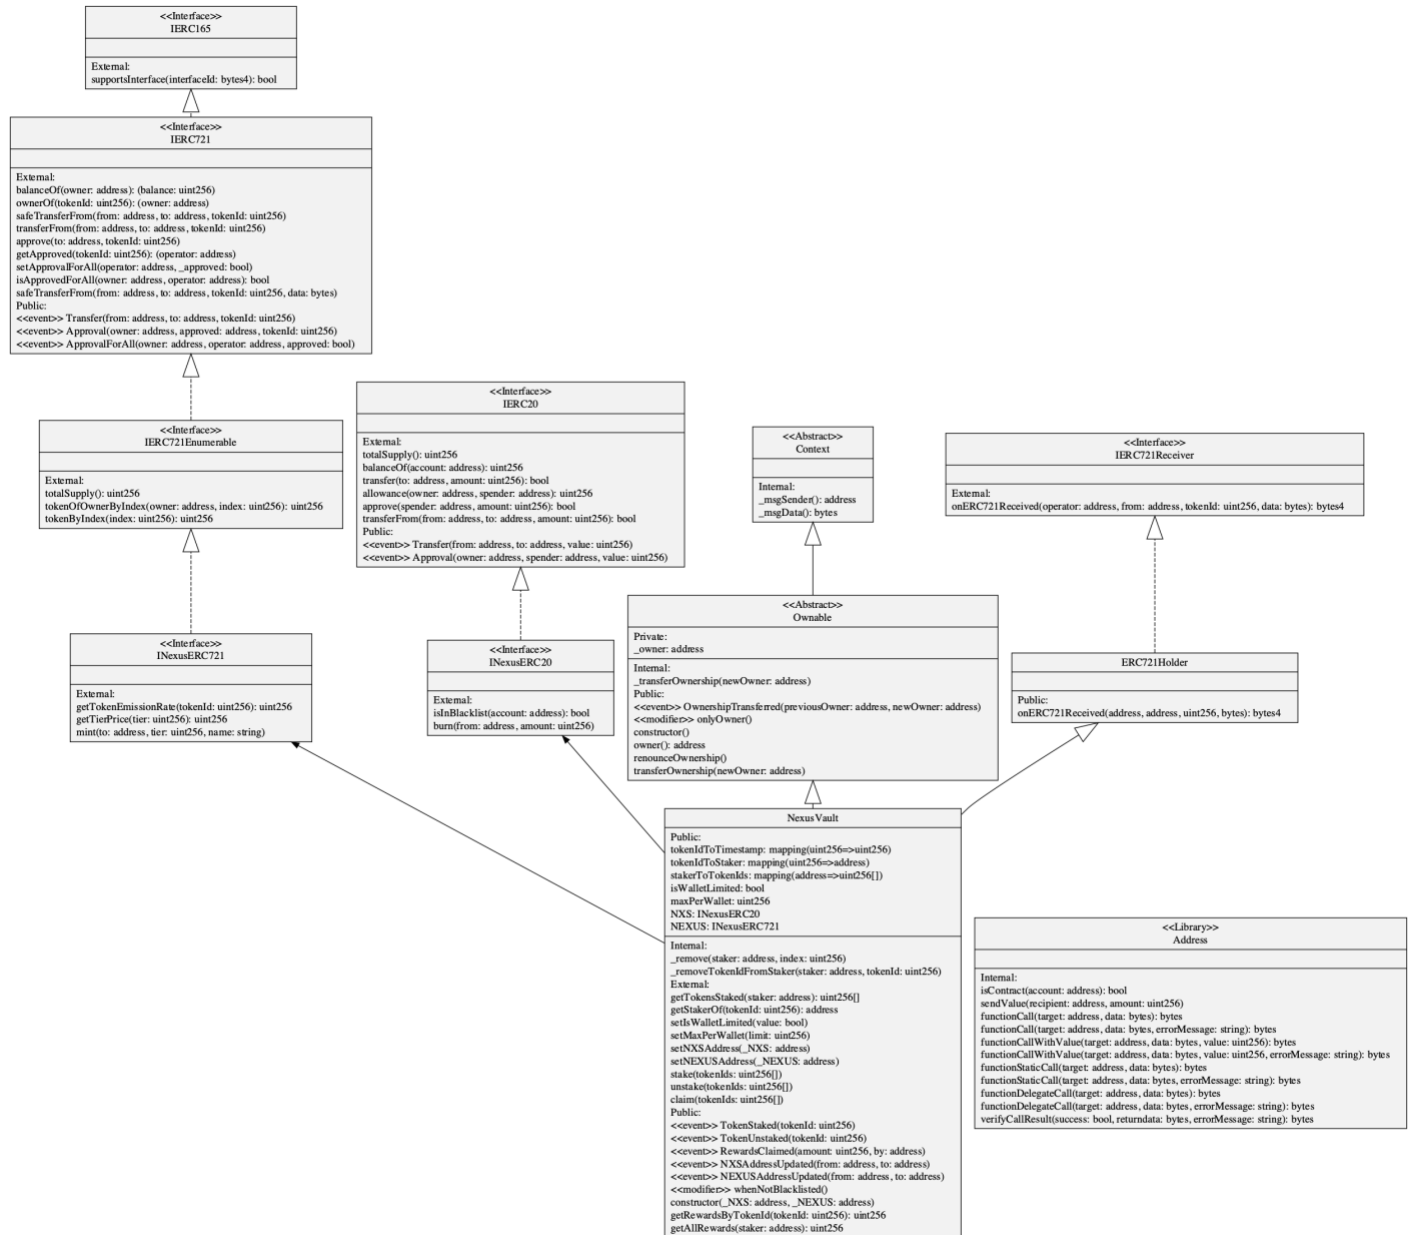 <<Interface>>
IERC165
External:
supportsInterface(interfaceId: bytes4): bool
<<Interface>>
IERC721
External:
balanceOf(owner: address): (balance: uint256)
ownerOf(tokenId: uint256): (owner: address)
safeTransferFrom(from: address, to: address, tokenId: uint256)
transferFrom(from: address, to: address, tokenId: uint256)
approve(to: address, tokenId: uint256)
getApproved(tokenId: uint256): (operator: address)
setApprovalForAll(operator: address, _approved: bool)
isApprovedForAll(owner: address, operator: address): bool
safeTransferFrom(from: address, to: address, tokenId: uint256, data: bytes)
Public:
<<event>> Transfer(from: address, to: address, tokenId: uint256)
<<event>> Approval(owner: address, approved: address, tokenId: uint256)
<<event>> ApprovalForAll(owner: address, operator: address, approved: bool)
<<Interface>>
IERC721Enumerable
External:
totalSupply(): uint256
tokenOfOwnerByIndex(owner: address, index: uint256): uint256
tokenByIndex(index: uint256): uint256
<<Interface>>
IERC20
External:
totalSupply(): uint256
balanceOf(account: address): uint256
transfer(to: address, amount: uint256): bool
allowance(owner: address, spender: address): uint256
approve(spender: address, amount: uint256): bool
transferFrom(from: address, to: address, amount: uint256): bool
Public:
<<event>> Transfer(from: address, to: address, value: uint256)
<<event>> Approval(owner: address, spender: address, value: uint256)
<<Abstract>>
Context
Internal:
_msgSender(): address
_msgData(): bytes
<<Interface>>
IERC721Receiver
External:
onERC721Received(operator: address, from: address, tokenId: uint256, data: bytes): bytes4
<<Interface>>
INexusERC721
External:
getTokenEmissionRate(tokenId: uint256): uint256
getTierPrice(tier: uint256): uint256
mint(to: address, tier: uint256, name: string)
<<Interface>>
INexusERC20
External:
isInBlacklist(account: address): bool
burn(from: address, amount: uint256)
<<Abstract>>
Ownable
Private:
_owner: address
Internal:
_transferOwnership(newOwner: address)
Public:
<<event>> OwnershipTransferred(previousOwner: address, newOwner: address)
<<modifier>> onlyOwner()
constructor()
owner(): address
renounceOwnership()
transferOwnership(newOwner: address)
ERC721Holder
Public:
onERC721Received(address, address, uint256, bytes): bytes4
NexusVault
Public:
tokenIdToTimestamp: mapping(uint256=>uint256)
tokenIdToStaker: mapping(uint256=>address)
stakerToTokenIds: mapping(address=>uint256[])
isWalletLimited: bool
maxPerWallet: uint256
NXS: INexusERC20
NEXUS: INexusERC721
Internal:
_remove(staker: address, index: uint256)
_removeTokenIdFromStaker(staker: address, tokenId: uint256)
External:
getTokensStaked(staker: address): uint256[]
getStakerOf(tokenId: uint256): address
setIsWalletLimited(value: bool)
setMaxPerWallet(limit: uint256)
setNXSAddress(_NXS: address)
setNEXUSAddress(_NEXUS: address)
stake(tokenIds: uint256[])
unstake(tokenIds: uint256[])
claim(tokenIds: uint256[])
Public:
<<event>> TokenStaked(tokenId: uint256)
<<event>> TokenUnstaked(tokenId: uint256)
<<event>> RewardsClaimed(amount: uint256, by: address)
<<event>> NXSAddressUpdated(from: address, to: address)
<<event>> NEXUSAddressUpdated(from: address, to: address)
<<modifier>> whenNotBlacklisted()
constructor(_NXS: address, _NEXUS: address)
getRewardsByTokenId(tokenId: uint256): uint256
getAllRewards(staker: address): uint256
<<Library>>
Address
Internal:
isContract(account: address): bool
sendValue(recipient: address, amount: uint256)
functionCall(target: address, data: bytes): bytes
functionCall(target: address, data: bytes, errorMessage: string): bytes
functionCallWithValue(target: address, data: bytes, value: uint256): bytes
functionCallWithValue(target: address, data: bytes, value: uint256, errorMessage: string): bytes
functionStaticCall(target: address, data: bytes): bytes
functionStaticCall(target: address, data: bytes, errorMessage: string): bytes
functionDelegateCall(target: address, data: bytes): bytes
functionDelegateCall(target: address, data: bytes, errorMessage: string): bytes
verifyCallResult(success: bool, returndata: bytes, errorMessage: string): bytes